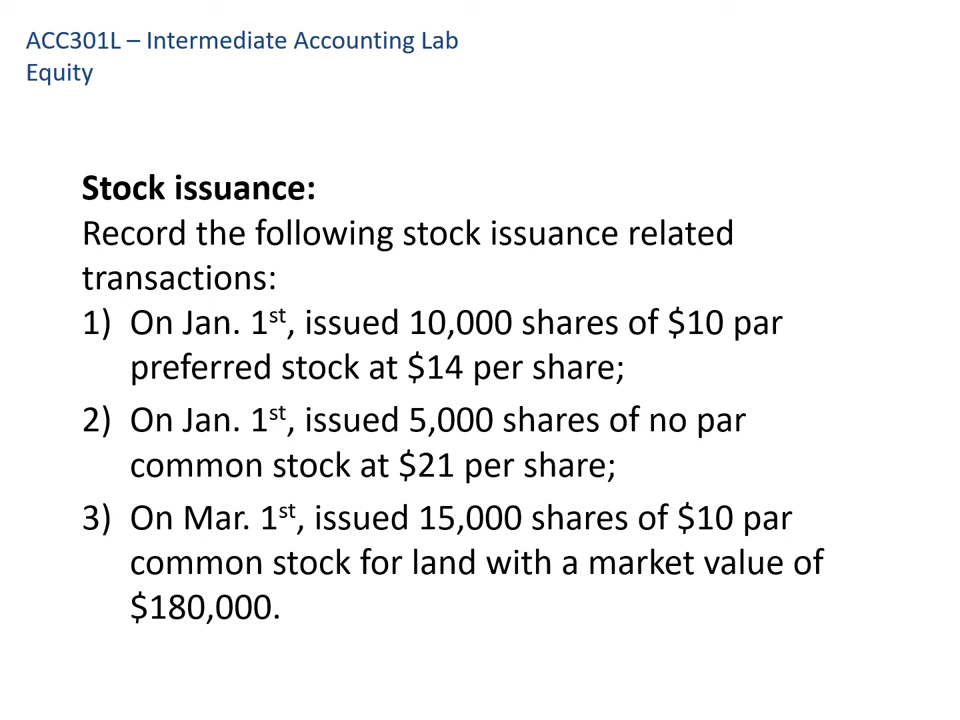 ACC301L – Intermediate Accounting Lab
Equity
Stock issuance:
Record the following stock issuance related
transactions:
1) On Jan. 1st, issued 10,000 shares of $10 par
preferred stock at $14 per share;
2) On Jan. 1st, issued 5,000 shares of no par
common stock at $21 per share;
3) On Mar. 1st, issued 15,000 shares of $10 par
common stock for land with a market value of
$180,000.